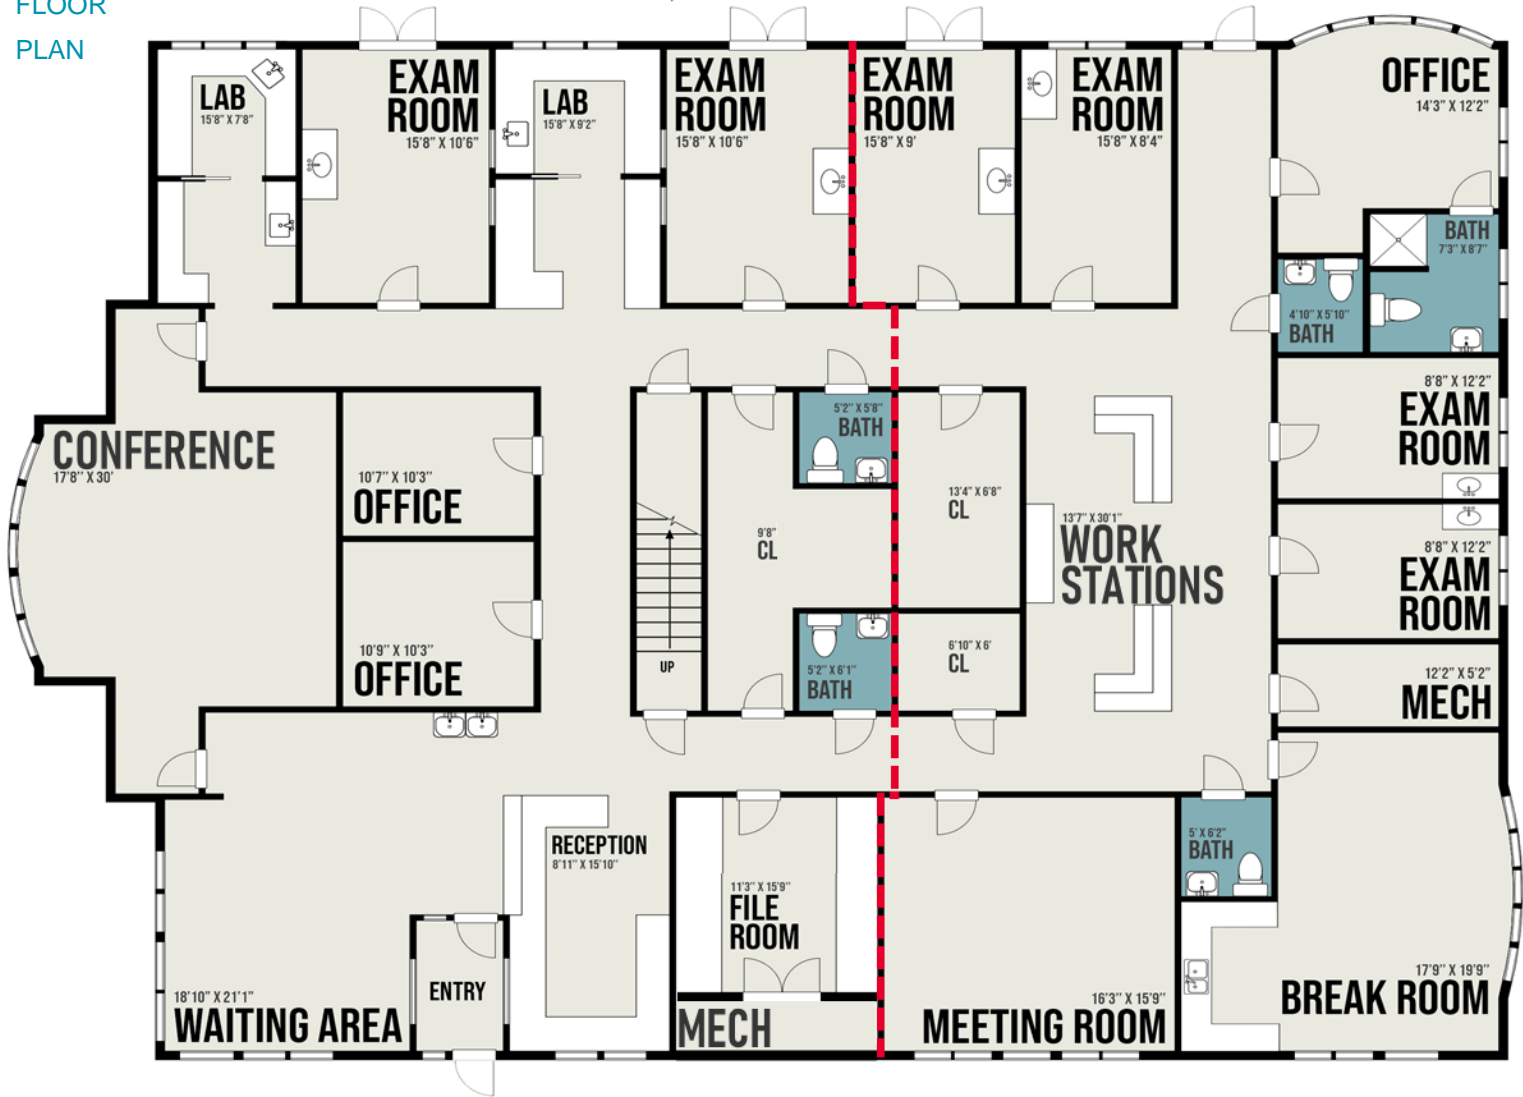 FLOOR
PLAN
LAB
15'8" X 7'8"
EXAM
ROOM
15'8" X 10'6"
LAB
15'8" X 9'2"
EXAM
ROOM
15'8" X 10'6"
EXAM
ROOM
15'8" X 9'
EXAM
ROOM
15'8" X 8'4"
OFFICE
14'3" X 12'2"
BATH
7'3" X 8'7"
4'10" X 5'10"
BATH
CONFERENCE
17'8" X 30'
10'7" X 10'3"
OFFICE
10'9" X 10'3"
OFFICE
UP
5'2" X 5'8"
BATH
9'8"
CL
5'2" X 6'1"
BATH
13'4" X 6'8"
CL
6'10" X 6'
CL
13'7" X 30'1"
WORK
STATIONS
8'8" X 12'2"
EXAM
ROOM
8'8" X 12'2"
EXAM
ROOM
12'2" X 5'2"
MECH
RECEPTION
8'11" X 15'10"
11'3" X 15'9"
FILE
ROOM
MECH
5' X 6'2"
BATH
18'10" X 21'1"
WAITING AREA
ENTRY
16'3" X 15'9"
MEETING ROOM
17'9" X 19'9"
BREAK ROOM